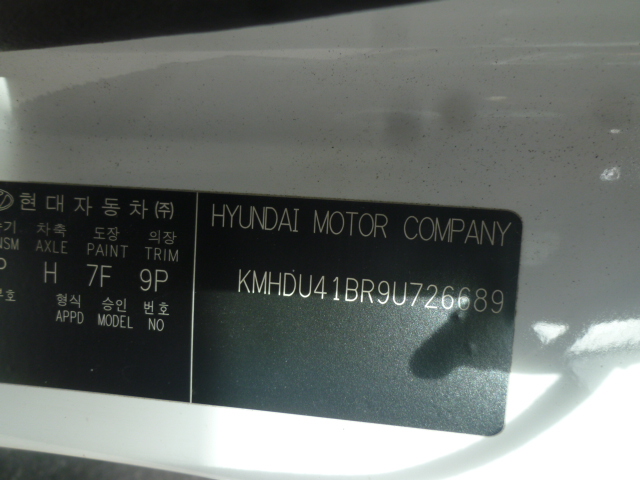 현대자동차(주)
HYUNDAI MOTOR COMPANY
차축 도장 의장
NSM AXLE PAINT TRIM
P H 7F 9P
KMHDU41BR9U726689
형식 승인 번호
APPD MODEL NO